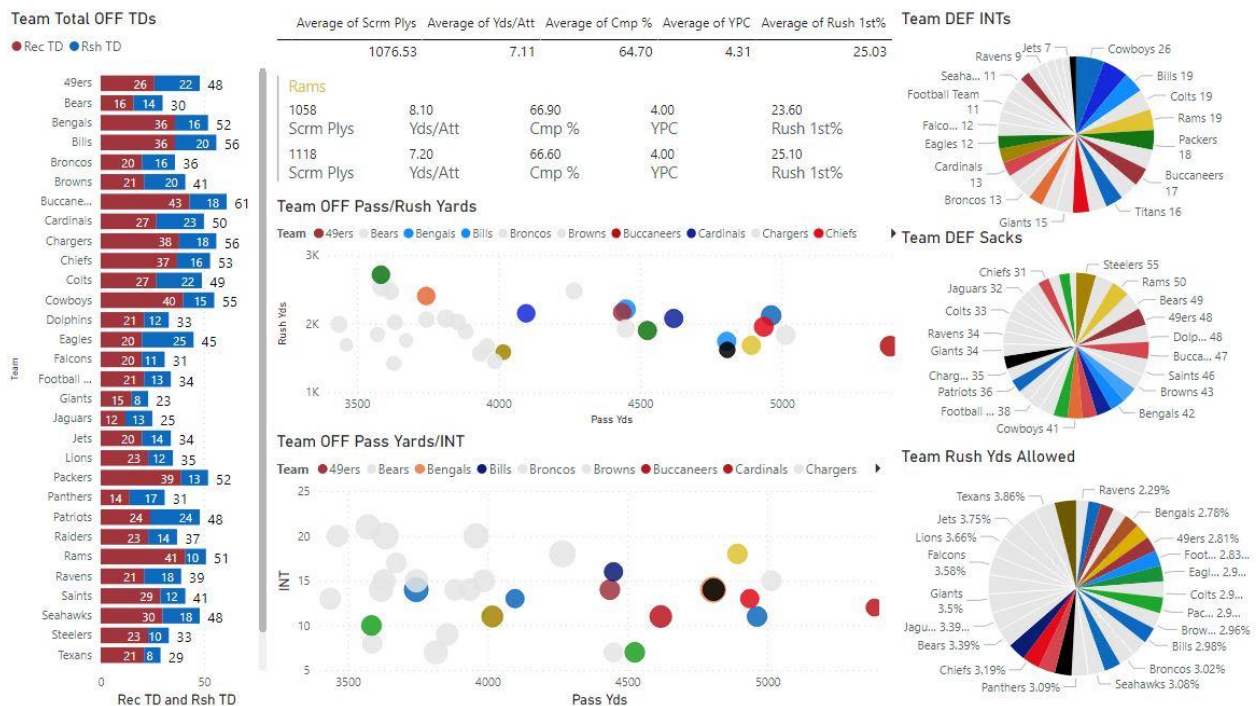 Team Total OFF TDs
Rec TD Rsh TD
Team
49ers 26 22 48
Bears 16 14 30
Bengals 36 16 52
Bills 36 20 56
Broncos 20 16 36
Browns 21 20 41
Buccane... 43 18 61
Cardinals 27 23 50
Chargers 38 18 56
Chiefs 37 16 53
Colts 27 22 49
Cowboys 40 15 55
Dolphins 21 12 33
Eagles 20 25 45
Falcons 20 11 31
Football ... 21 13 34
Giants 15 8 23
Jaguars 12 13 25
Jets 20 14 34
Lions 23 12 35
Packers 39 13 52
Panthers 14 17 31
Patriots 24 24 48
Raiders 23 14 37
Rams 41 10 51
Ravens 21 18 39
Saints 29 12 41
Seahawks 30 18 48
Steelers 23 10 33
Texans 21 8 29
0 50
Rec TD and Rsh TD
Average of Scrm Plys Average of Yds/Att Average of Cmp % Average of YPC Average of Rush 1st%
1076.53 7.11 64.70 4.31 25.03
Rams
1058 8.10 66.90 4.00 23.60
Scrm Plys Yds/Att Cmp % YPC Rush 1st%
1118 7.20 66.60 4.00 25.10
Scrm Plys Yds/Att Cmp % YPC Rush 1st%
Team OFF Pass/Rush Yards
Team 49ers Bears Bengals Bills Broncos Browns Buccaneers Cardinals Chargers Chiefs
3K
2K
1K
Rush Yds
3500 4000 4500 5000
Pass Yds
Team OFF Pass Yards/INT
Team 49ers Bears Bengals Bills Broncos Browns Buccaneers Cardinals Chargers
25
20
15
10
5
INT
3500 4000 4500 5000
Pass Yds
Team DEF INTs
Jets 7
Cowboys 26
Ravens 9
Bills 19
Seaha... 11
Colts 19
Football Team
11
Rams 19
Falco... 12
Packers
18
Eagles 12
Buccaneers
17
Cardinals
13
Broncos 13
Titans 16
Giants 15
Team DEF Sacks
Steelers 55
Chiefs 31
Rams 50
Jaguars 32
Bears 49
Colts 33
49ers 48
Ravens 34
Dolp... 48
Giants 34
Bucca... 47
Charg... 35
Saints 46
Patriots 36
Browns 43
Football ... 38
Bengals 42
Cowboys 41
Team Rush Yds Allowed
Ravens 2.29%
Texans 3.86%
Bengals 2.78%
Jets 3.75%
49ers 2.81%
Lions 3.66%
Foot... 2.83...
Falcons
3.58%
Eagl... 2.9...
Giants
3.5%
Colts 2.9...
Pac... 2.9...
Jagu... 3.39...
Brow... 2.96%
Bears 3.39%
Bills 2.98%
Chiefs 3.19%
Broncos 3.02%
Panthers 3.09%
Seahawks 3.08%